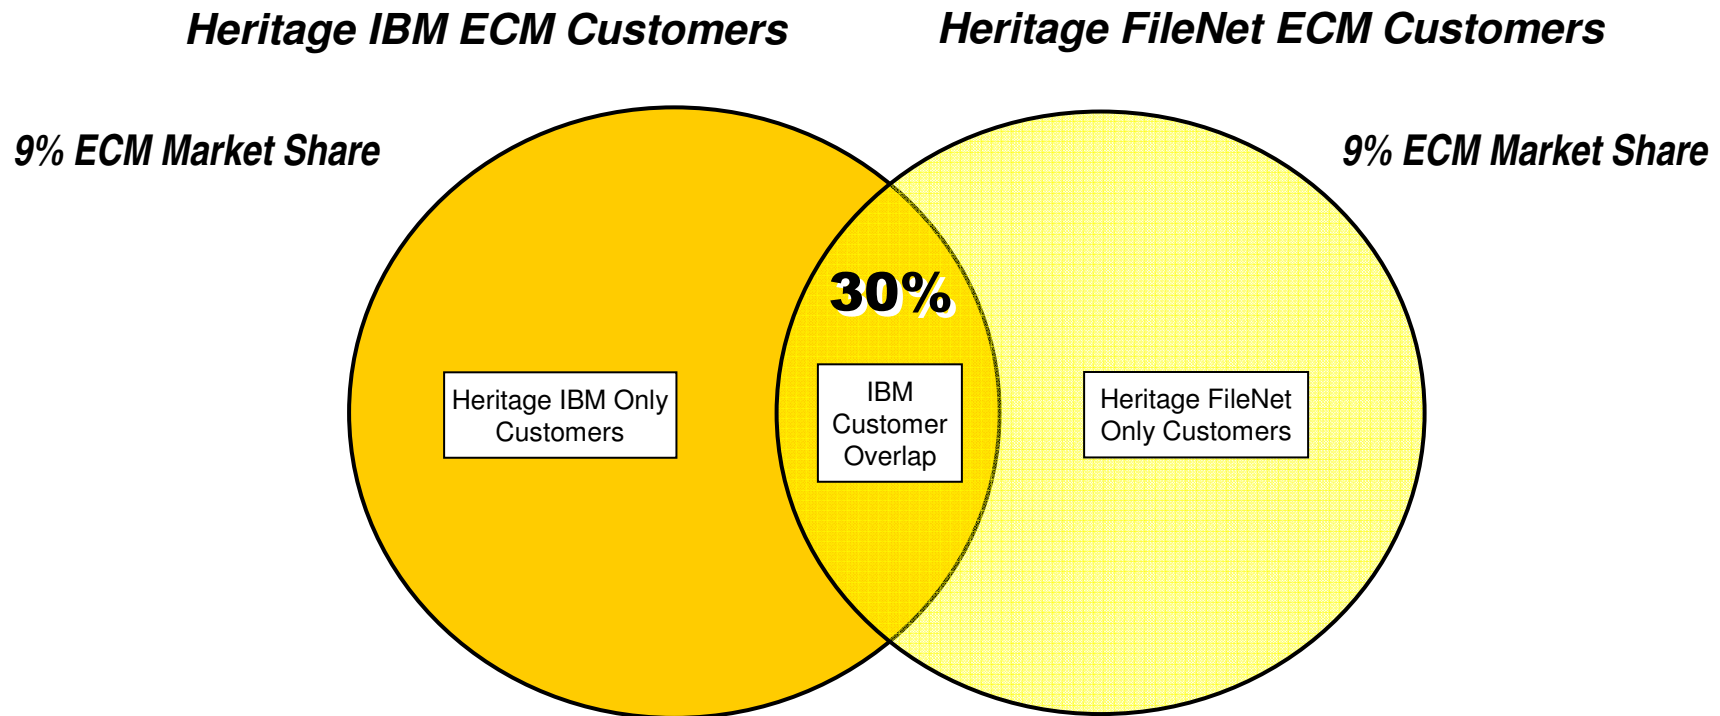 Heritage IBM ECM Customers
Heritage FileNet ECM Customers
9% ECM Market Share
9% ECM Market Share
30%
Heritage IBM Only
Customers
IBM
Customer
Overlap
Heritage FileNet
Only Customers